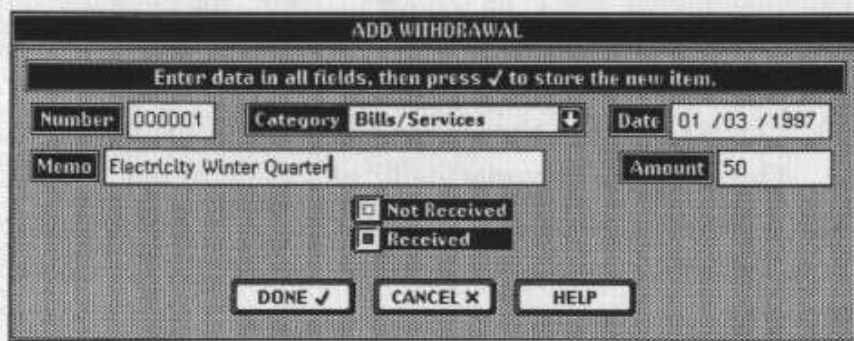 ADD WITHDRAWAL
Enter data in all fields, then press ✓ to store the new item.
Number 000001 Category Bills/Services Date 01 /03 /1997
Memo Electricity Winter Quarter Amount 50
Not Received
Received
DONE ✓ CANCEL ✗ HELP